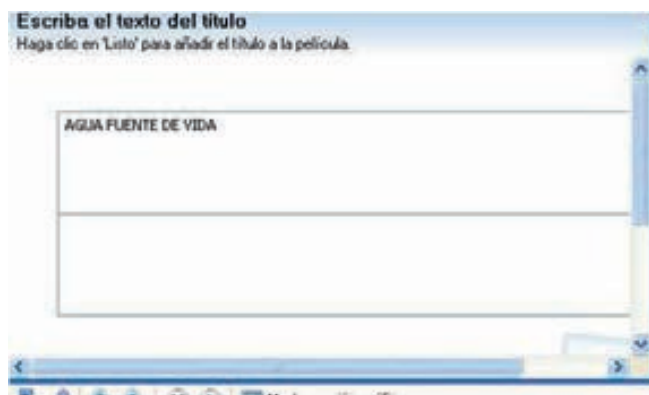 Escriba el texto del título
Haga clic en 'Listo' para añadir el título a la película.
AGUA FUENTE DE VIDA